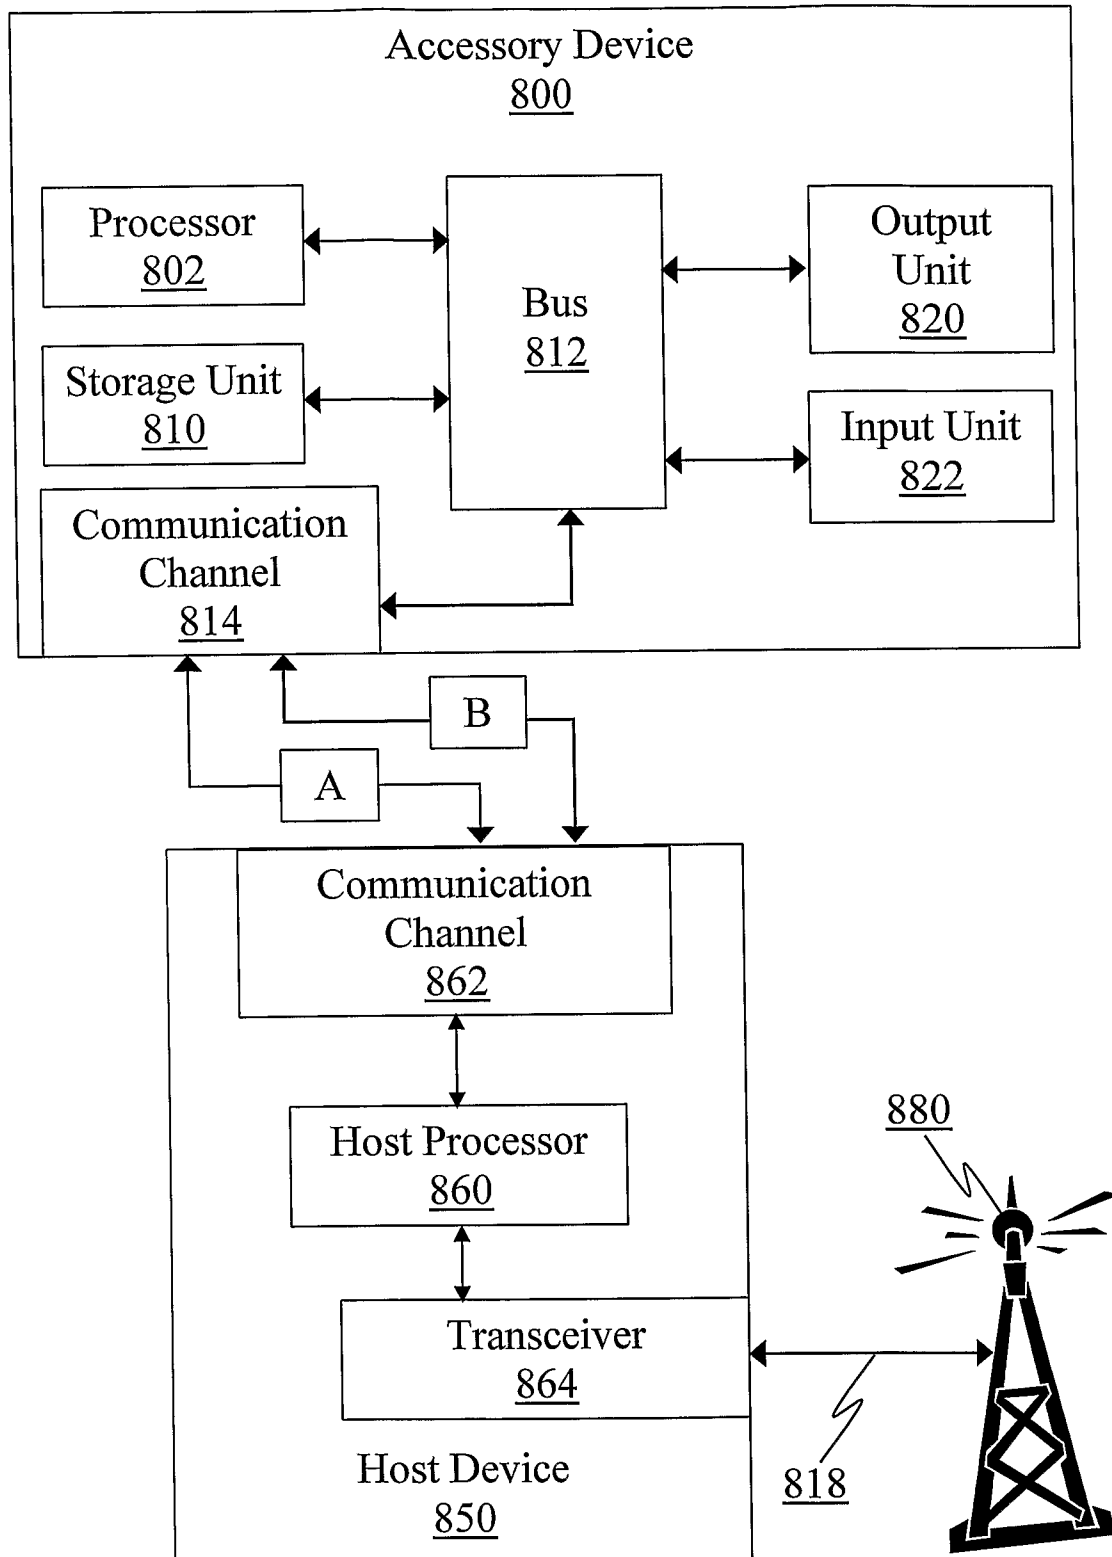 Accessory Device
800
Processor
802
Bus
812
Output
Unit
820
Storage Unit
810
Input Unit
822
Communication
Channel
814
B
A
Communication
Channel
862
Host Processor
860
880
Transceiver
864
818
Host Device
850